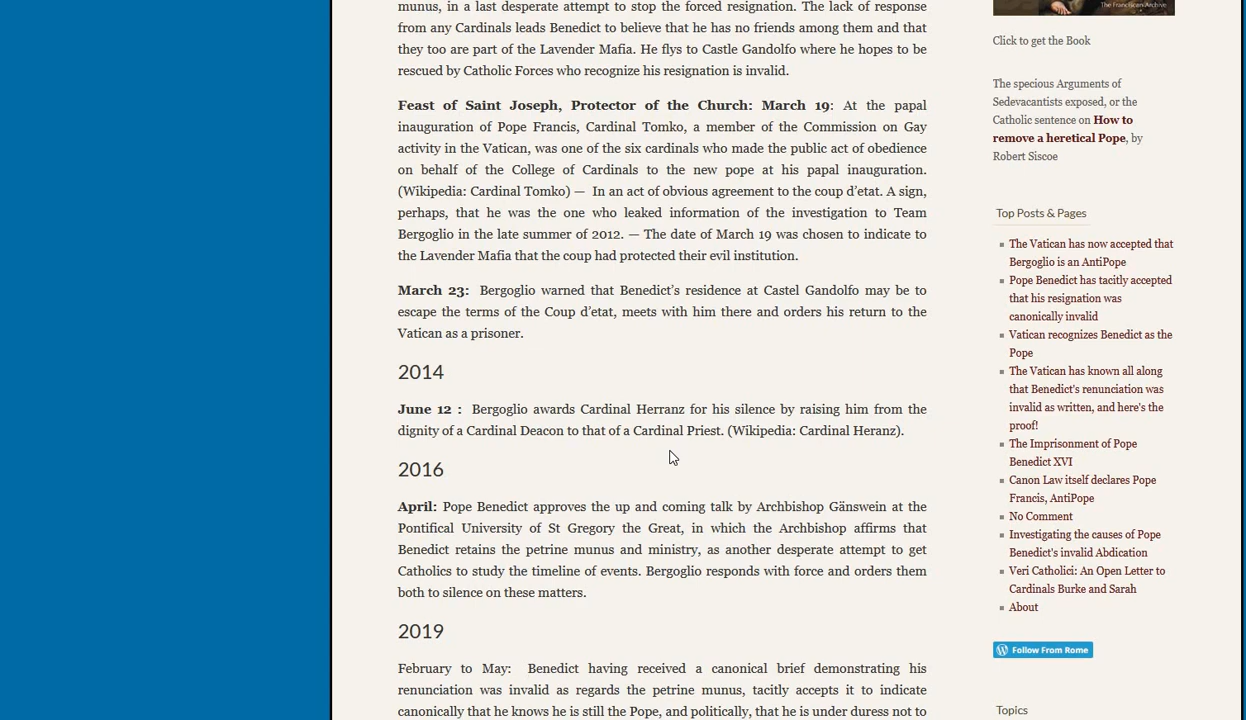 munus, in a last desperate attempt to stop the forced resignation. The lack of response
from any Cardinals leads Benedict to believe that he has no friends among them and that
they too are part of the Lavender Mafia. He flys to Castle Gandolfo where he hopes to be
rescued by Catholic Forces who recognize his resignation is invalid.
Feast of Saint Joseph, Protector of the Church: March 19: At the papal
inauguration of Pope Francis, Cardinal Tomko, a member of the Commission on Gay
activity in the Vatican, was one of the six cardinals who made the public act of obedience
on behalf of the College of Cardinals to the new pope at his papal inauguration.
(Wikipedia: Cardinal Tomko) — In an act of obvious agreement to the coup d’etat. A sign,
perhaps, that he was the one who leaked information of the investigation to Team
Bergoglio in the late summer of 2012. — The date of March 19 was chosen to indicate to
the Lavender Mafia that the coup had protected their evil institution.
March 23: Bergoglio warned that Benedict’s residence at Castel Gandolfo may be to
escape the terms of the Coup d’etat, meets with him there and orders his return to the
Vatican as a prisoner.
2014
June 12 : Bergoglio awards Cardinal Herranz for his silence by raising him from the
dignity of a Cardinal Deacon to that of a Cardinal Priest. (Wikipedia: Cardinal Heranz).
2016
April: Pope Benedict approves the up and coming talk by Archbishop Gänswein at the
Pontifical University of St Gregory the Great, in which the Archbishop affirms that
Benedict retains the petrine munus and ministry, as another desperate attempt to get
Catholics to study the timeline of events. Bergoglio responds with force and orders them
both to silence on these matters.
2019
February to May: Benedict having received a canonical brief demonstrating his
renunciation was invalid as regards the petrine munus, tacitly accepts it to indicate
canonically that he knows he is still the Pope, and politically, that he is under duress not to
The Franciscan Archive
Click to get the Book
The specious Arguments of
Sedevacantists exposed, or the
Catholic sentence on How to
remove a heretical Pope, by
Robert Siscoe
Top Posts & Pages
The Vatican has now accepted that
Bergoglio is an AntiPope
Pope Benedict has tacitly accepted
that his resignation was
canonically invalid
Vatican recognizes Benedict as the
Pope
The Vatican has known all along
that Benedict's renunciation was
invalid as written, and here's the
proof!
The Imprisonment of Pope
Benedict XVI
Canon Law itself declares Pope
Francis, AntiPope
No Comment
Investigating the causes of Pope
Benedict's invalid Abdication
Veri Catholici: An Open Letter to
Cardinals Burke and Sarah
About
Follow From Rome
Topics